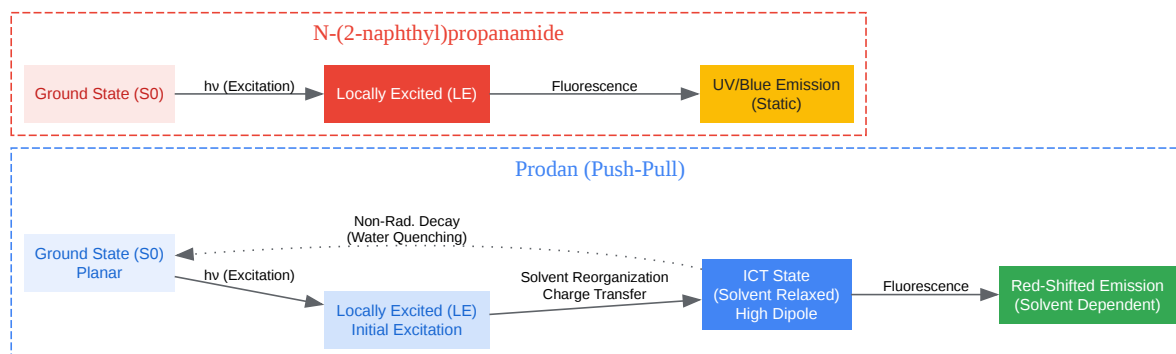 N-(2-naphthyl)propanamide
Ground State (S0)
hν (Excitation)
Locally Excited (LE)
Fluorescence
UV/Blue Emission
(Static)
Prodan (Push-Pull)
Non-Rad. Decay
(Water Quenching)
Ground State (S0)
Planar
hν (Excitation)
Locally Excited (LE)
Initial Excitation
Solvent Reorganization
Charge Transfer
ICT State
(Solvent Relaxed)
High Dipole
Fluorescence
Red-Shifted Emission
(Solvent Dependent)